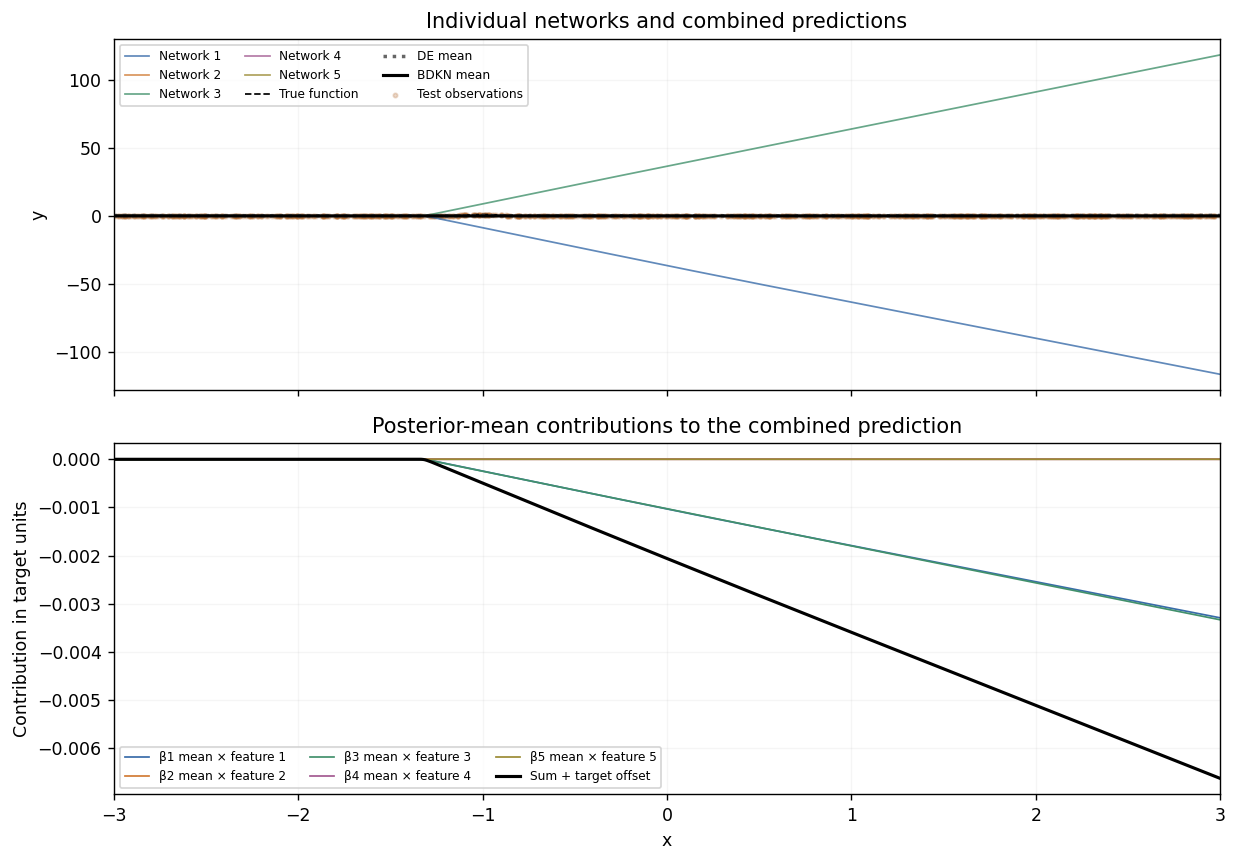 Individual networks and combined predictions
Network 1 Network 4 DE mean
Network 2 Network 5 BDKN mean
Network 3 True function Test observations
100
50
0
−50
−100
y
Posterior-mean contributions to the combined prediction
0.000
−0.001
−0.002
−0.003
−0.004
−0.005
−0.006
Contribution in target units
β1 mean × feature 1 β3 mean × feature 3 β5 mean × feature 5
β2 mean × feature 2 β4 mean × feature 4 Sum + target offset
−3 −2 −1 0 1 2 3
x